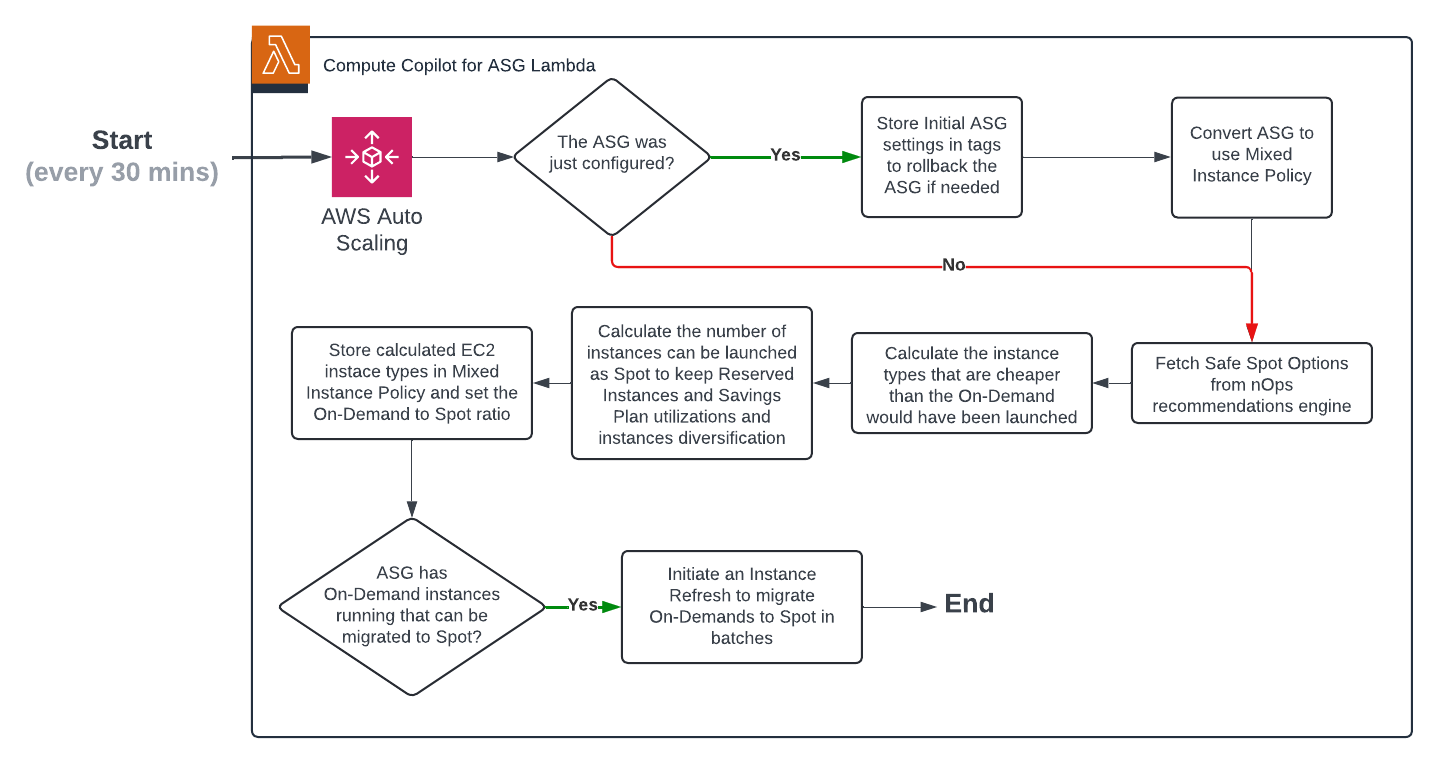 Compute Copilot for ASG Lambda
Start
(every 30 mins)
AWS Auto
Scaling
The ASG was
just configured?
Yes
Store Initial ASG
settings in tags
to rollback the
ASG if needed
Convert ASG to
use Mixed
Instance Policy
No
Fetch Safe Spot Options
from nOps
recommendations engine
Calculate the instance
types that are cheaper
than the On-Demand
would have been launched
Calculate the number of
instances can be launched
as Spot to keep Reserved
Instances and Savings
Plan utilizations and
instances diversification
Store calculated EC2
instace types in Mixed
Instance Policy and set the
On-Demand to Spot ratio
ASG has
On-Demand instances
running that can be
migrated to Spot?
Yes
Initiate an Instance
Refresh to migrate
On-Demands to Spot in
batches
End